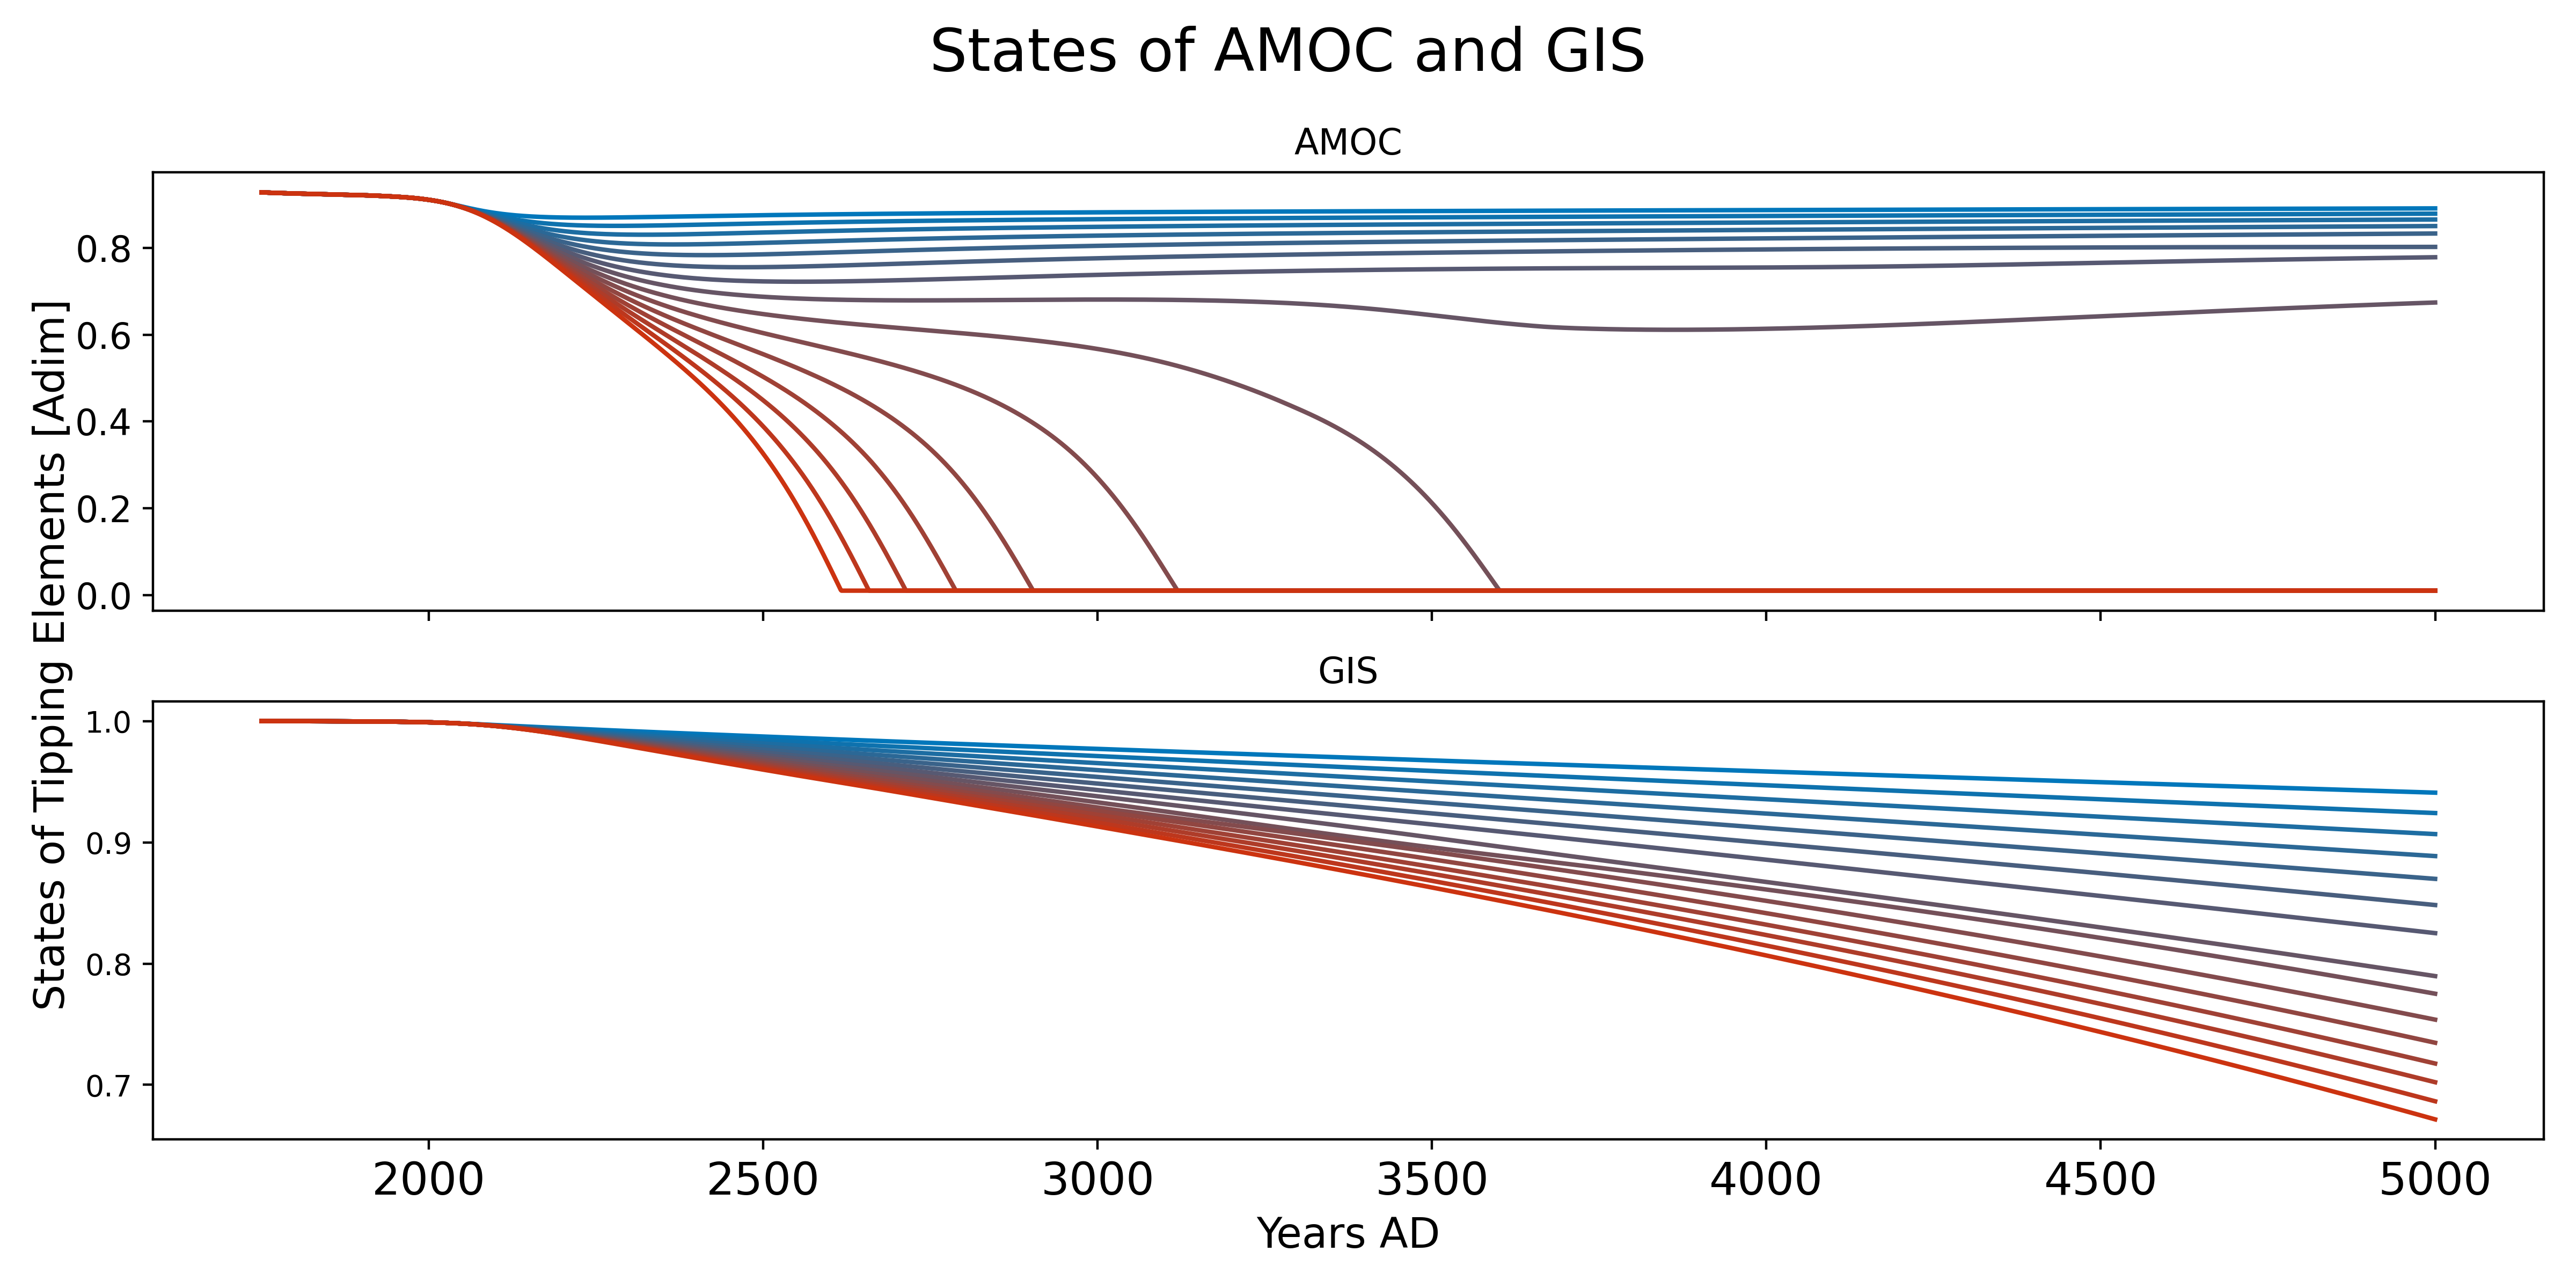 States of AMOC and GIS
AMOC
States of Tipping Elements [Adim]
0.8
0.6
0.4
0.2
0.0
GIS
1.0
0.9
0.8
0.7
2000 2500 3000 3500 4000 4500 5000
Years AD